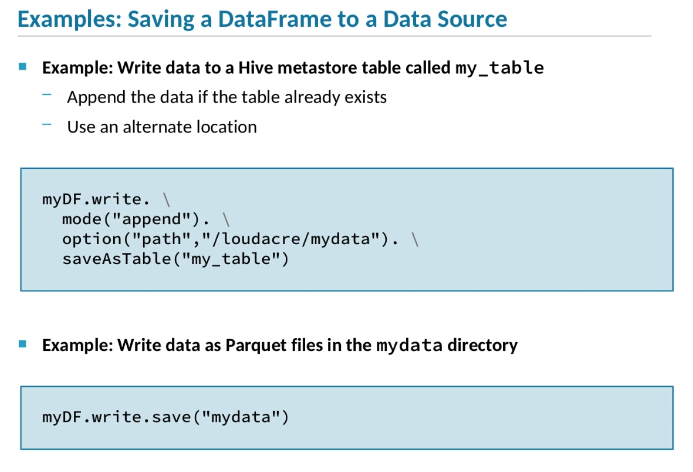 Examples: Saving a DataFrame to a Data Source
Example: Write data to a Hive metastore table called my_table
– Append the data if the table already exists
– Use an alternate location
myDF.write. \
mode("append"). \
option("path","/loudacre/mydata"). \
saveAsTable("my_table")
Example: Write data as Parquet files in the mydata directory
myDF.write.save("mydata")